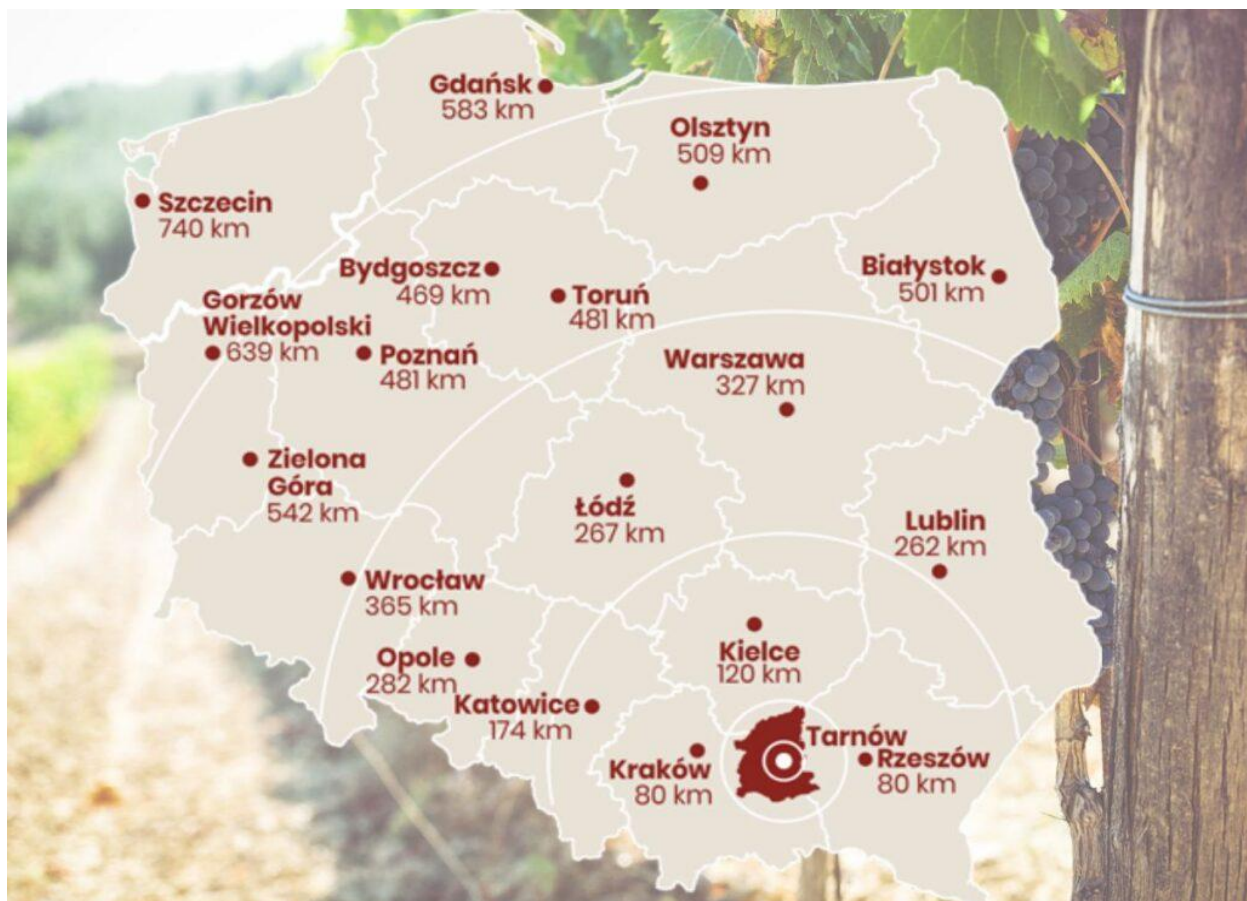 Gdańsk
583 km
Olsztyn
509 km
Szczecin
740 km
Bydgoszcz
469 km
Toruń
481 km
Białystok
501 km
Gorzów
Wielkopolski
639 km
Poznań
481 km
Warszawa
327 km
Zielona
Góra
542 km
Łódź
267 km
Lublin
262 km
Wrocław
365 km
Kielce
120 km
Opole
282 km
Katowice
174 km
Tarnów
Kraków
80 km
Rzeszów
80 km